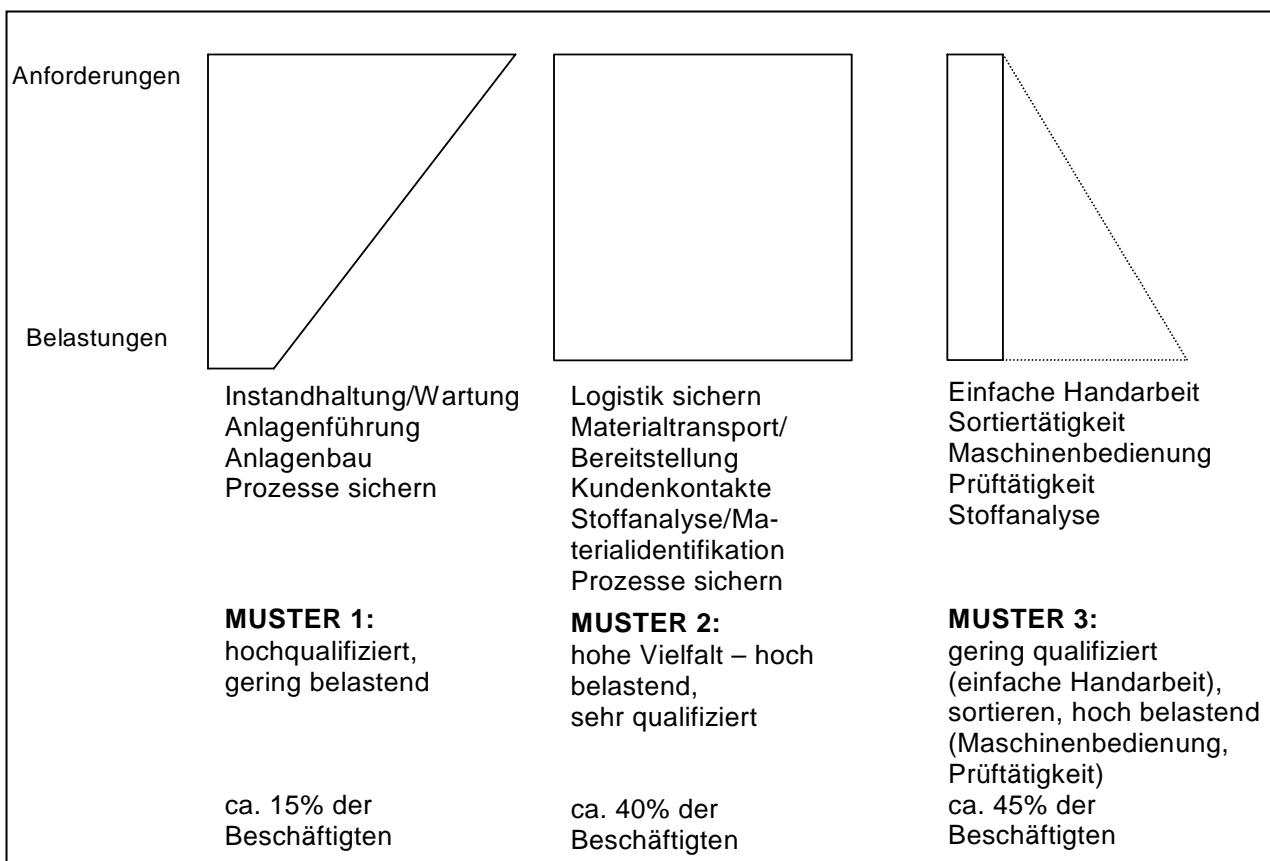 Anforderungen
Belastungen
Instandhaltung/Wartung
Anlagenführung
Anlagenbau
Prozesse sichern
MUSTER 1:
hochqualifiziert,
gering belastend
ca. 15% der
Beschäftigten
Logistik sichern
Materialtransport/
Bereitstellung
Kundenkontakte
Stoffanalyse/Ma-
terialidentifikation
Prozesse sichern
MUSTER 2:
hohe Vielfalt – hoch
belastend,
sehr qualifiziert
ca. 40% der
Beschäftigten
Einfache Handarbeit
Sortiertätigkeit
Maschinenbedienung
Prüftätigkeit
Stoffanalyse
MUSTER 3:
gering qualifiziert
(einfache Handarbeit),
sortieren, hoch belastend
(Maschinenbedienung,
Prüftätigkeit)
ca. 45% der
Beschäftigten